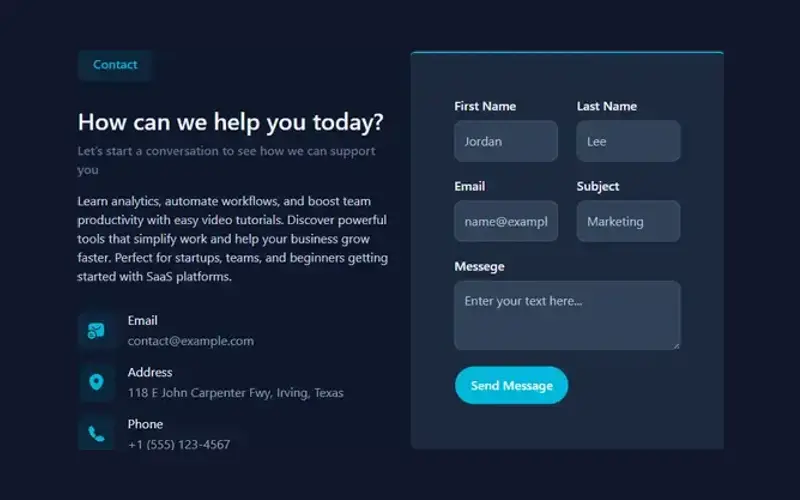 Contact
How can we help you today?
Let's start a conversation to see how we can support
you
Learn analytics, automate workflows, and boost team
productivity with easy video tutorials. Discover powerful
tools that simplify work and help your business grow
faster. Perfect for startups, teams, and beginners getting
started with SaaS platforms.
Email
contact@example.com
Address
118 E John Carpenter Fwy, Irving, Texas
Phone
+1 (555) 123-4567
First Name
Last Name
Jordan
Lee
Email
Subject
name@exampl
Marketing
Messege
Enter your text here...
Send Message